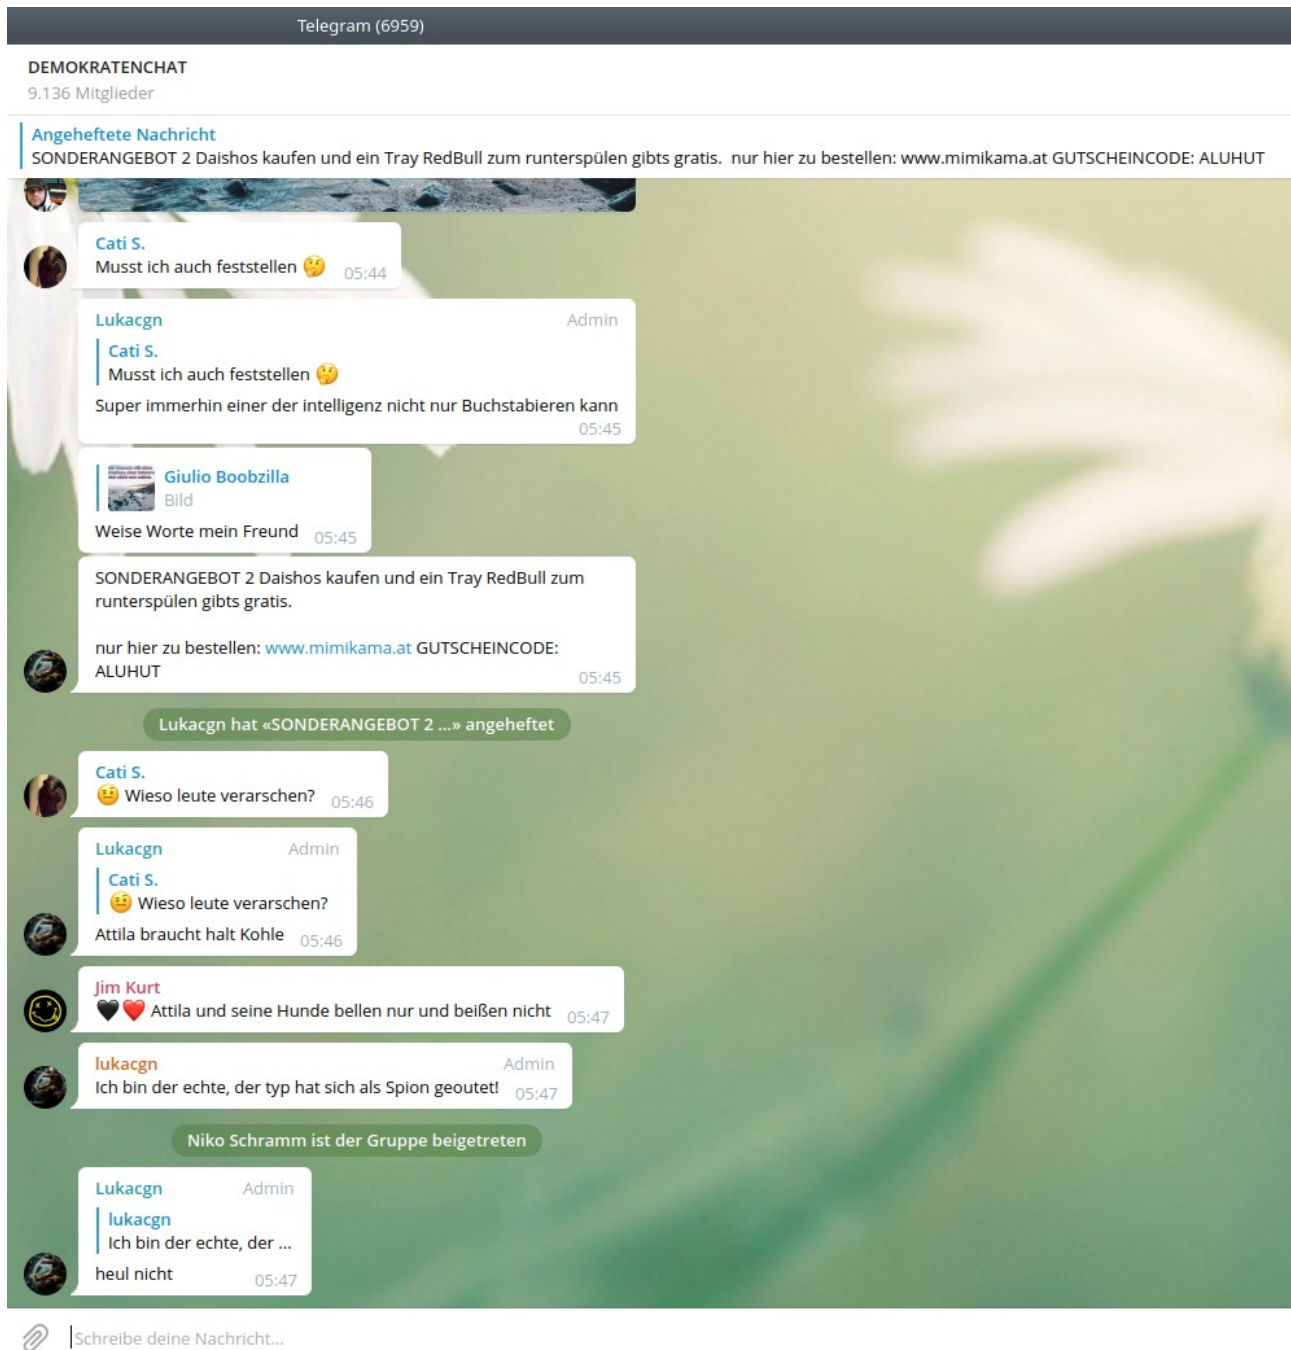 Telegram (6959)
DEMOKRATENCHAT
9.136 Mitglieder
Angeheftete Nachricht
SONDERANGEBOT 2 Daishos kaufen und ein Tray RedBull zum runterspülen gibts gratis.  nur hier zu bestellen: www.mimikama.at GUTSCHEINCODE: ALUHUT
Cati S.
Musst ich auch feststellen 🤔 05:44
Lukacgn Admin
Cati S.
Musst ich auch feststellen 🤔
Super immerhin einer der intelligenz nicht nur Buchstabieren kann
05:45
Giulio Boobzilla
Bild
Weise Worte mein Freund 05:45
SONDERANGEBOT 2 Daishos kaufen und ein Tray RedBull zum
runterspülen gibts gratis.
nur hier zu bestellen: www.mimikama.at GUTSCHEINCODE:
ALUHUT 05:45
Lukacgn hat «SONDERANGEBOT 2 ...» angeheftet
Cati S.
🤨 Wieso leute verarschen? 05:46
Lukacgn Admin
Cati S.
🤨 Wieso leute verarschen?
Attila braucht halt Kohle 05:46
Jim Kurt
🖤❤️ Attila und seine Hunde bellen nur und beißen nicht 05:47
lukacgn Admin
Ich bin der echte, der typ hat sich als Spion geoutet! 05:47
Niko Schramm ist der Gruppe beigetreten
Lukacgn Admin
lukacgn
Ich bin der echte, der ...
heul nicht 05:47
Schreibe deine Nachricht...